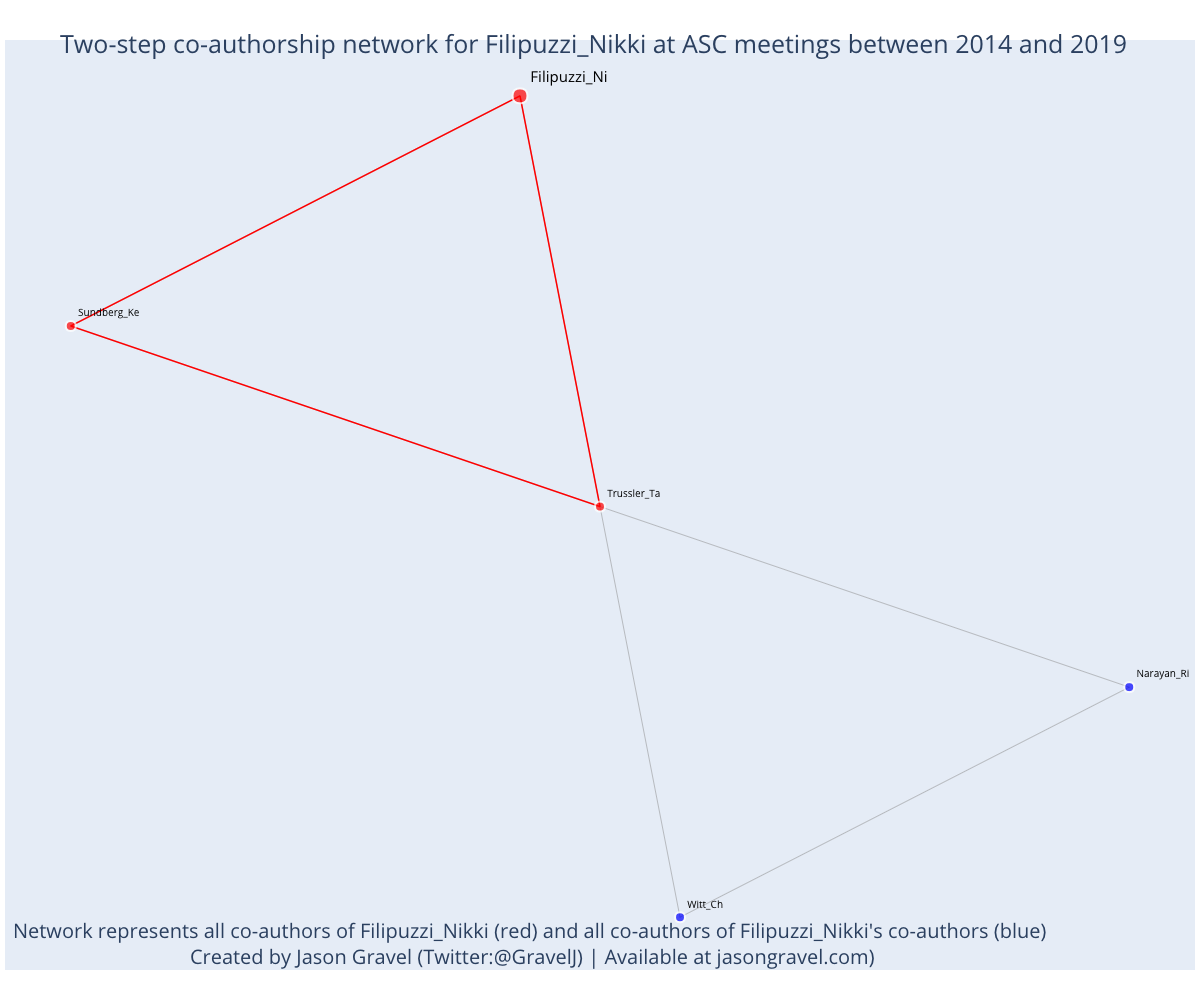 Two-step co-authorship network for Filipuzzi_Nikki at ASC meetings between 2014 and 2019
Filipuzzi_Ni
Sundberg_Ke
Trussler_Ta
Narayan_Ri
Witt_Ch
Network represents all co-authors of Filipuzzi_Nikki (red) and all co-authors of Filipuzzi_Nikki's co-authors (blue)
Created by Jason Gravel (Twitter:@GravelJ) | Available at jasongravel.com)